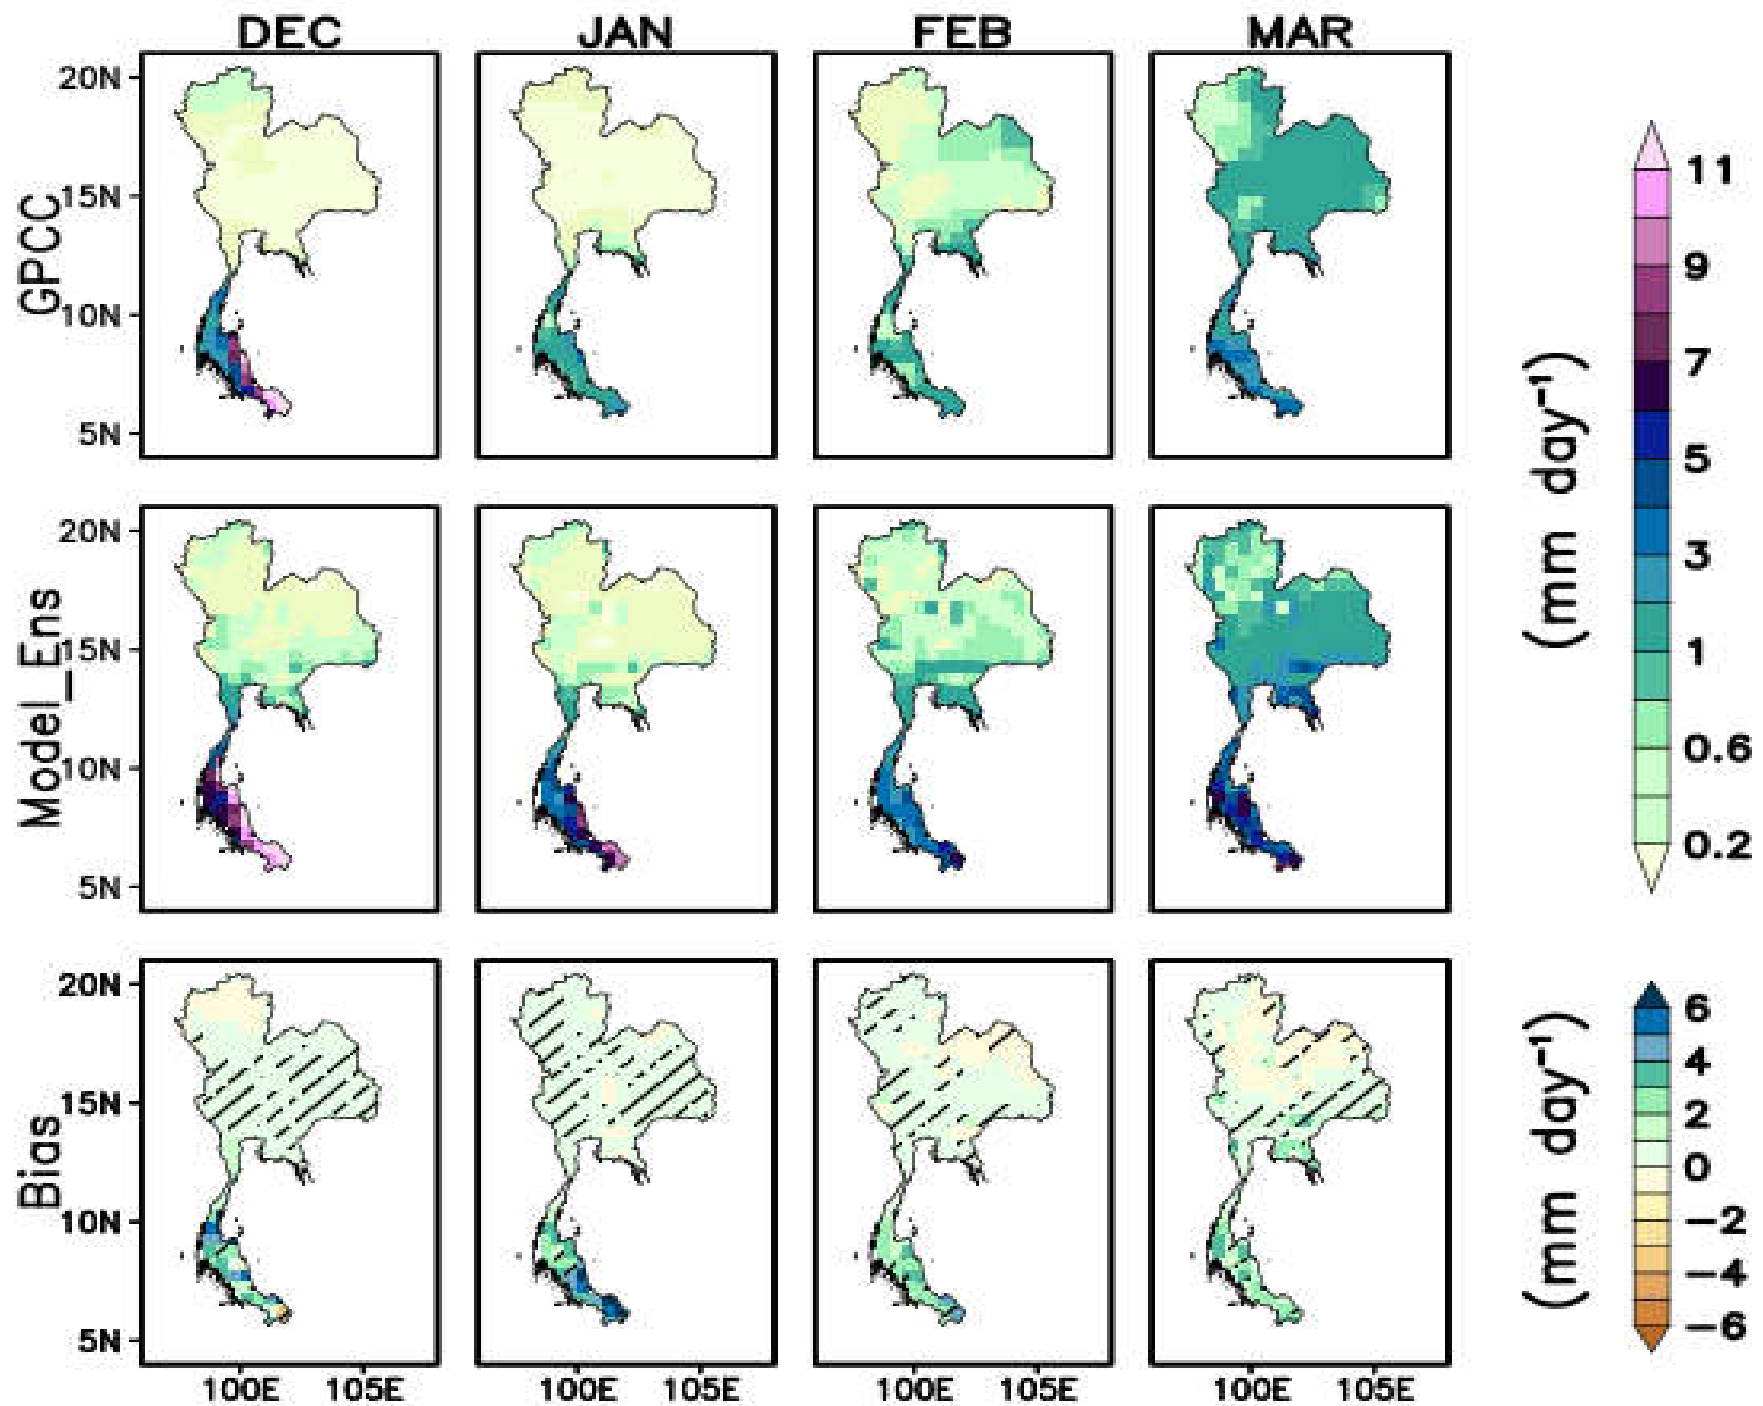 DEC JAN FEB MAR
GPCC
20N
15N
10N
5N
Model_Ens
20N
15N
10N
5N
Bias
20N
15N
10N
5N
100E 105E 100E 105E 100E 105E 100E 105E
(mm day⁻¹)
11
9
7
5
3
1
0.6
0.2
(mm day⁻¹)
6
4
2
0
−2
−4
−6